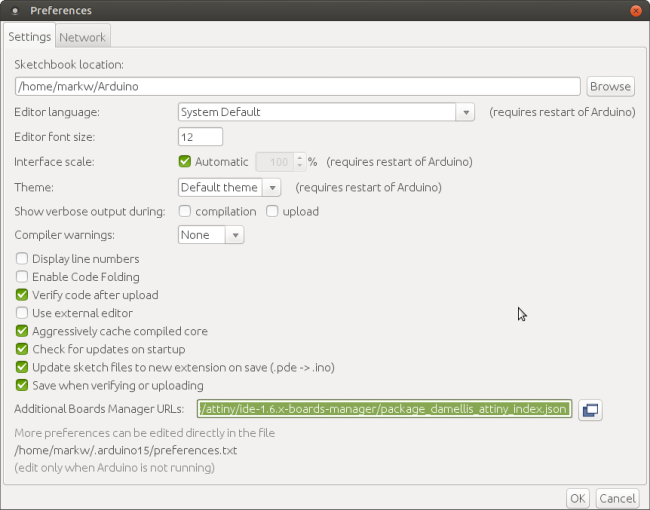 Preferences
Settings Network
Sketchbook location:
/home/markw/Arduino Browse
Editor language: System Default (requires restart of Arduino)
Editor font size: 12
Interface scale: Automatic 100 % (requires restart of Arduino)
Theme: Default theme (requires restart of Arduino)
Show verbose output during: compilation upload
Compiler warnings: None
Display line numbers
Enable Code Folding
Verify code after upload
Use external editor
Aggressively cache compiled core
Check for updates on startup
Update sketch files to new extension on save (.pde -> .ino)
Save when verifying or uploading
Additional Boards Manager URLs: /attiny/ide-1.6.x-boards-manager/package_damellis_attiny_index.json
More preferences can be edited directly in the file
/home/markw/.arduino15/preferences.txt
(edit only when Arduino is not running)
OK Cancel